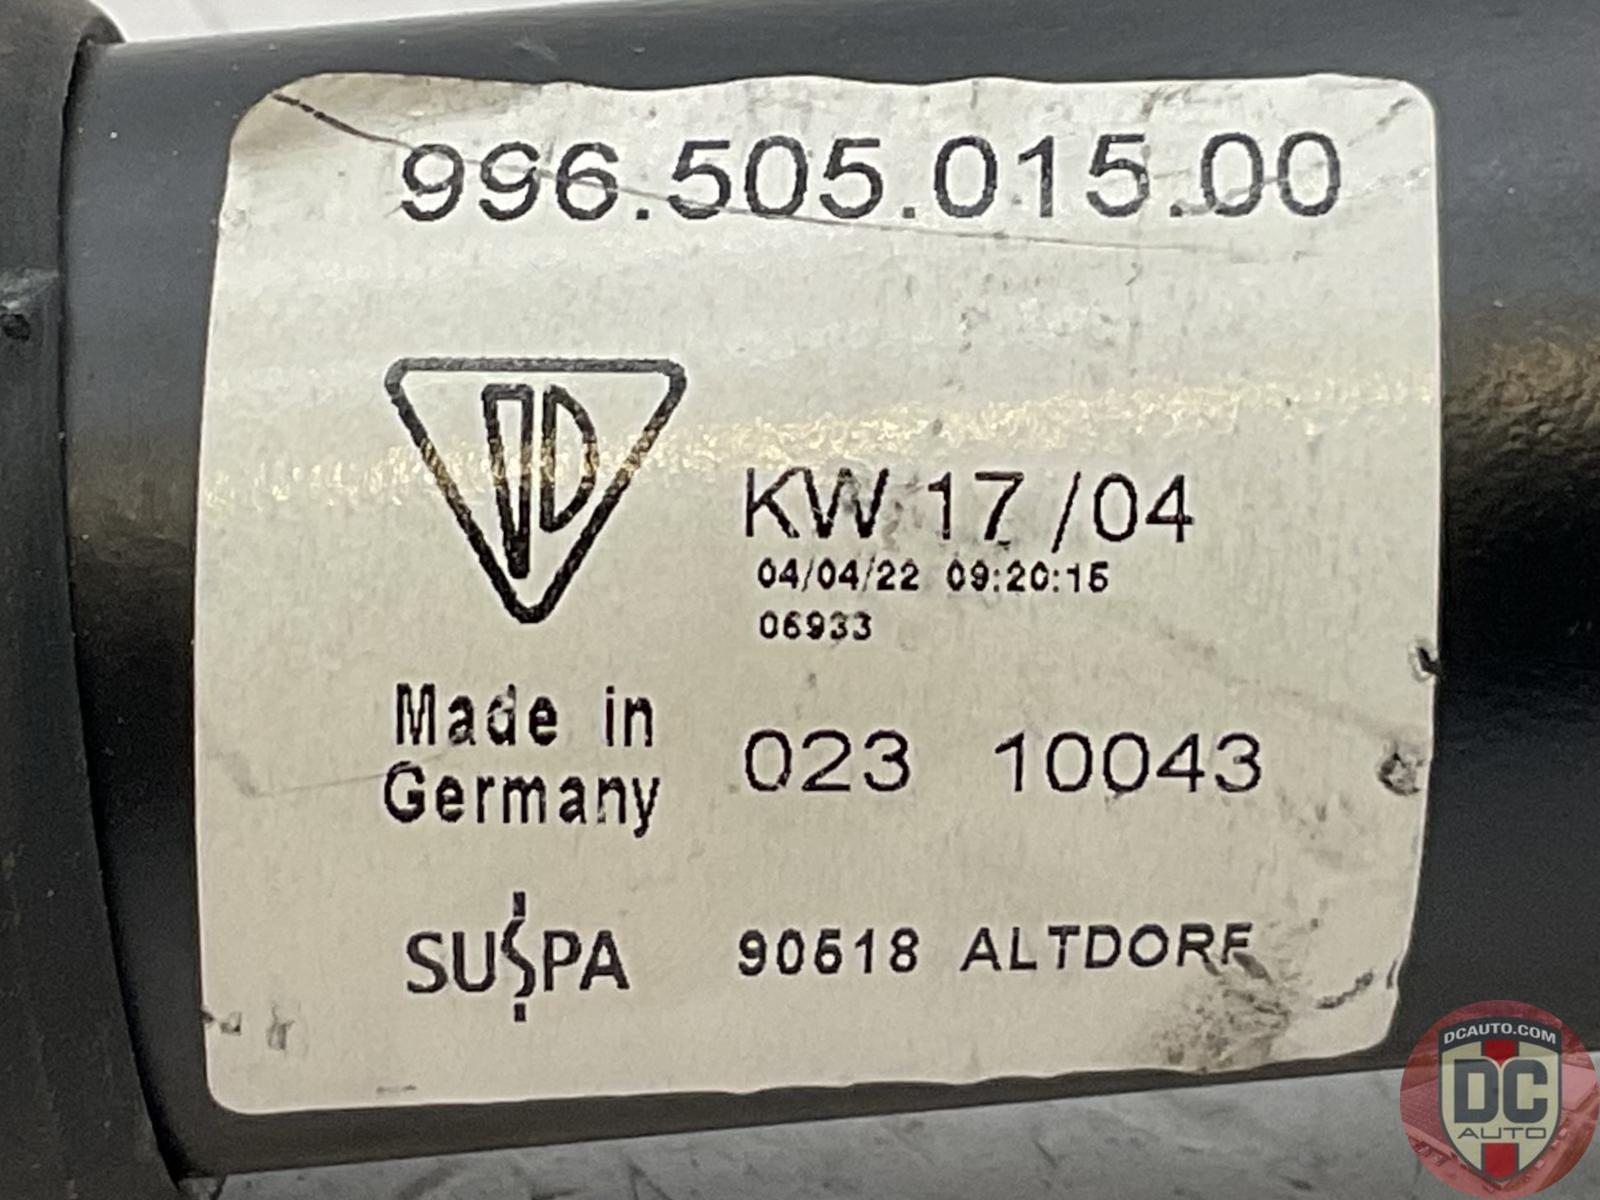 996.505.015.00
KW 17 /04
04/04/22 09:20:15
06933
Made in
Germany
023 10043
SUSPA
90518 ALTDORF
DCAUTO.COM
DC
AUTO